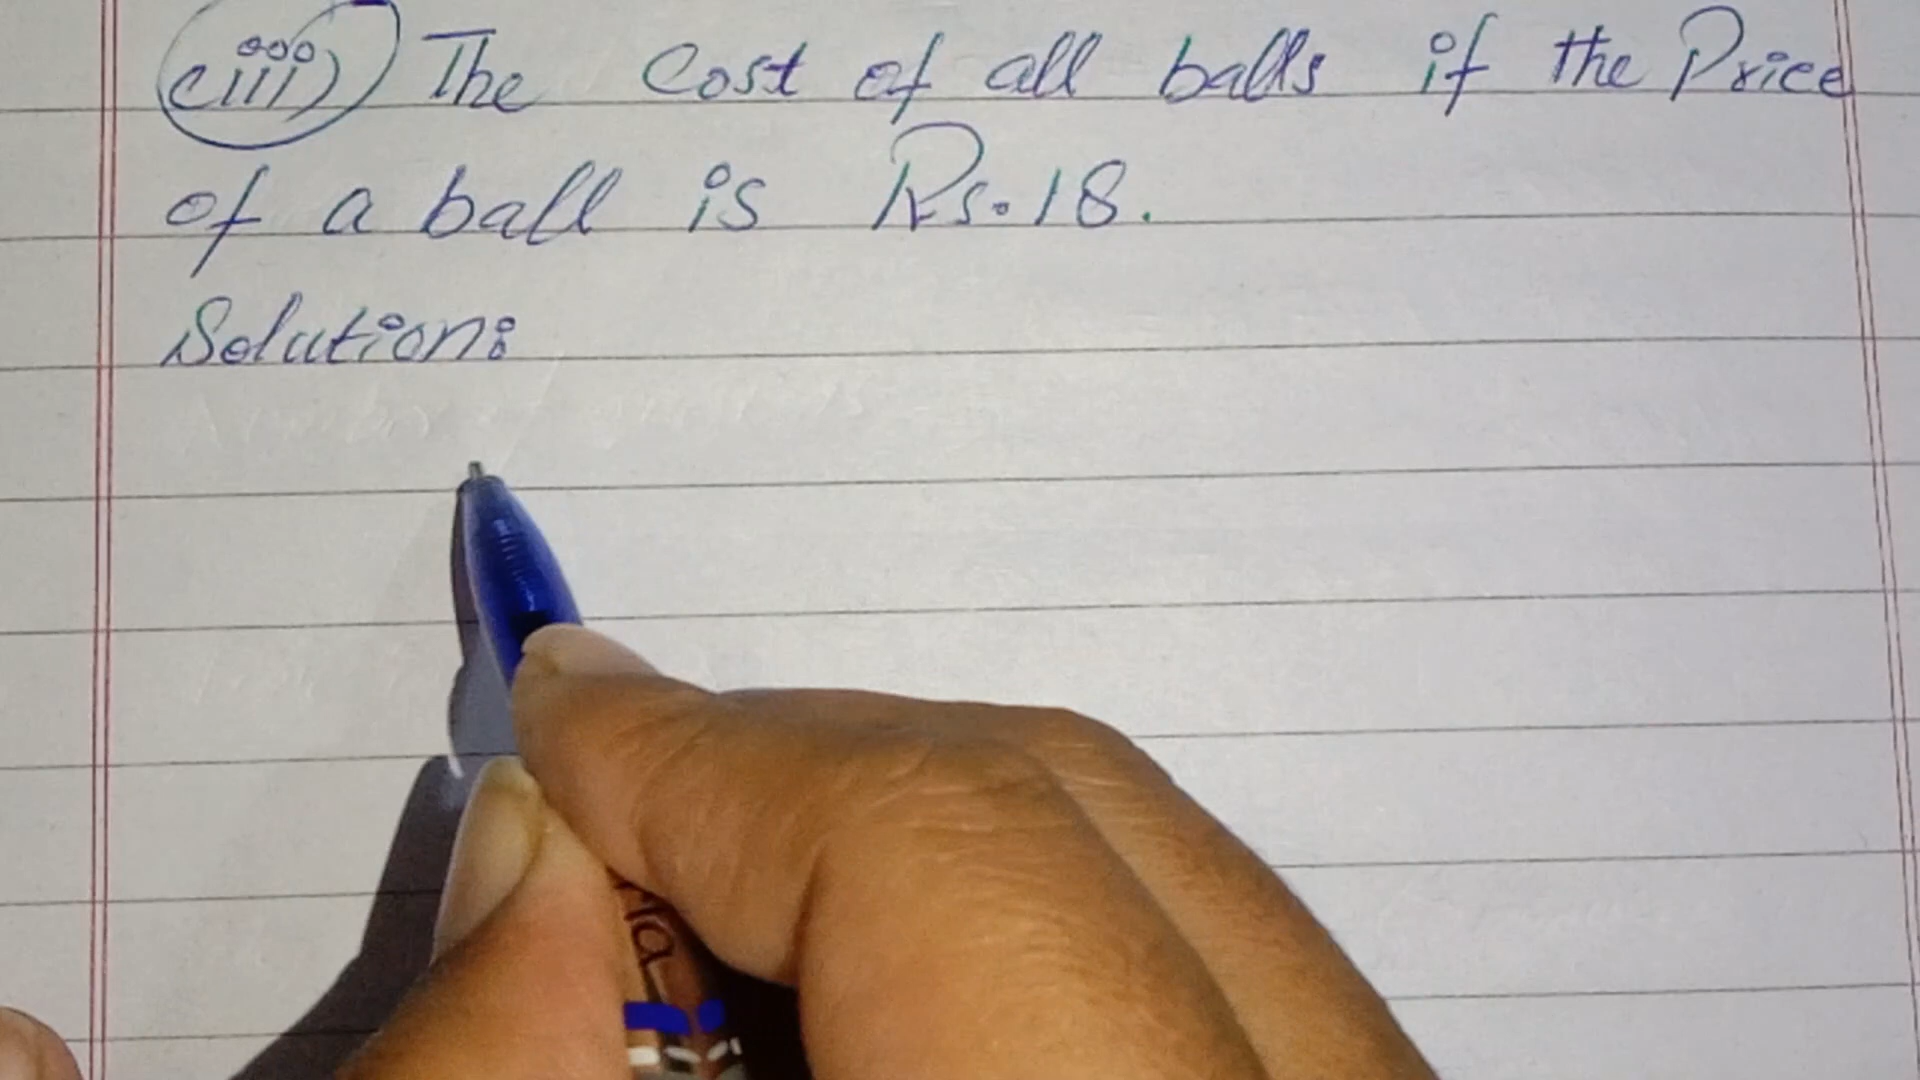 (iii) The Cost of all balls if the Price
of a ball is Rs. 18.
Solution: